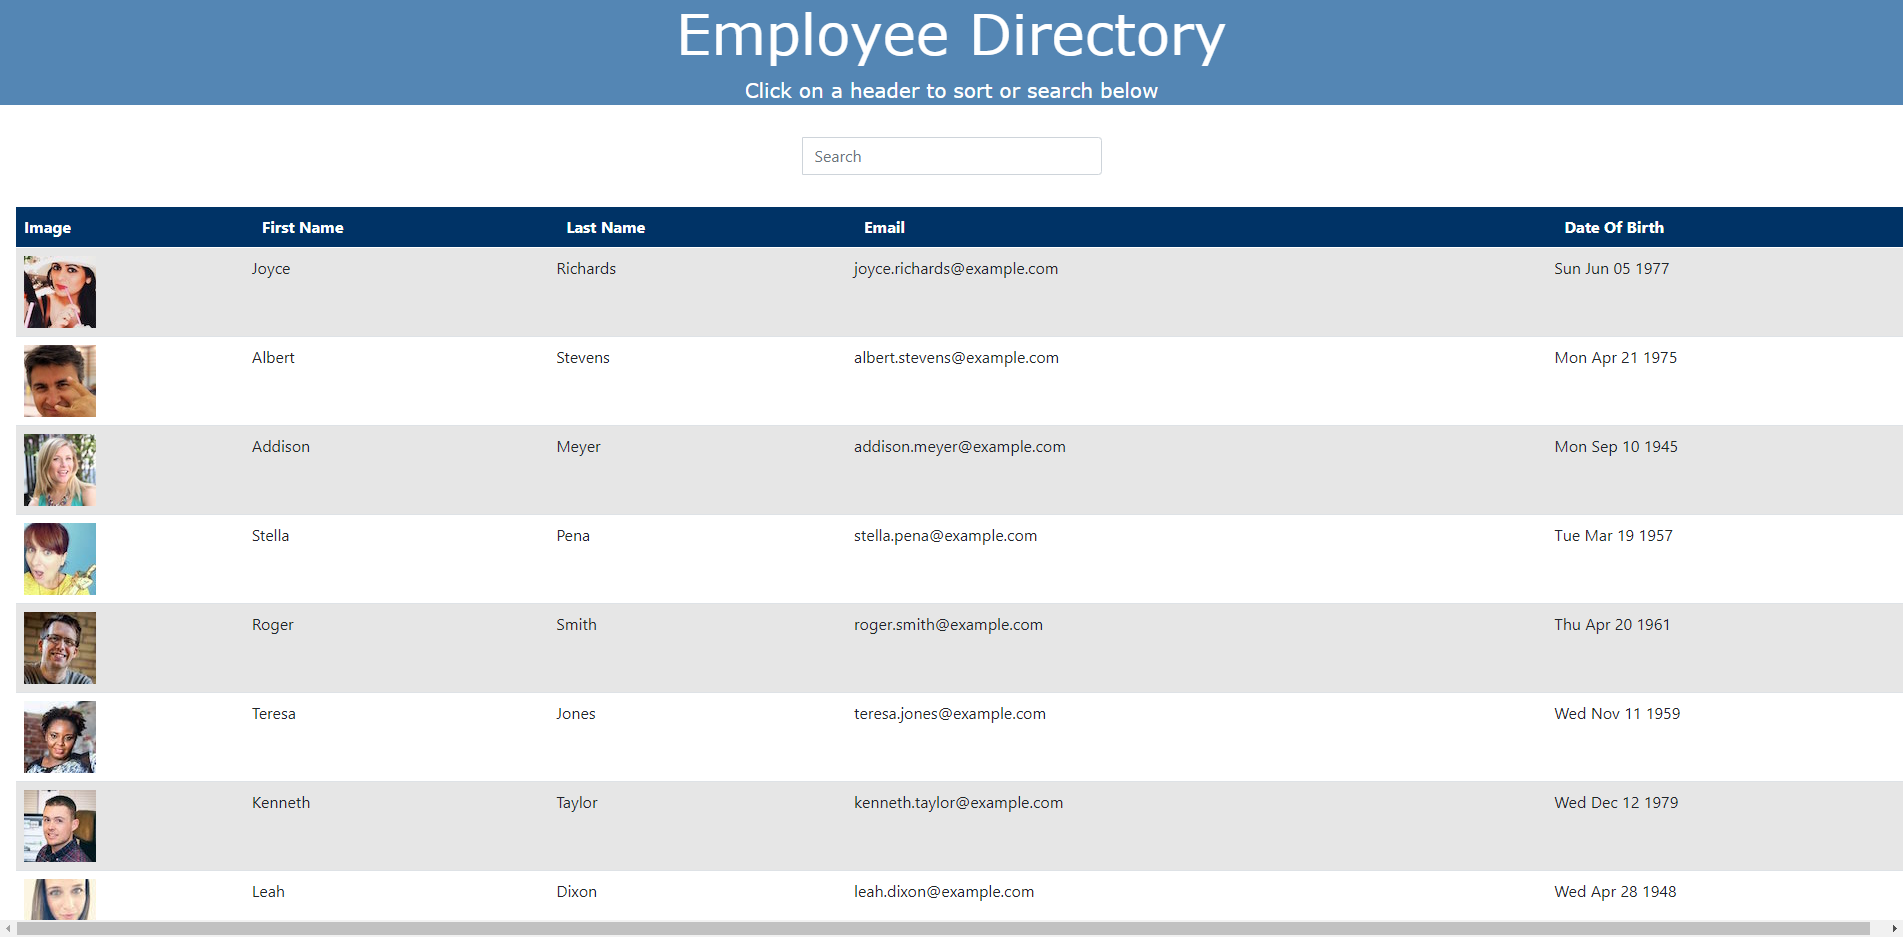 Employee Directory
Click on a header to sort or search below
Search
Image First Name Last Name Email Date Of Birth
Joyce Richards joyce.richards@example.com Sun Jun 05 1977
Albert Stevens albert.stevens@example.com Mon Apr 21 1975
Addison Meyer addison.meyer@example.com Mon Sep 10 1945
Stella Pena stella.pena@example.com Tue Mar 19 1957
Roger Smith roger.smith@example.com Thu Apr 20 1961
Teresa Jones teresa.jones@example.com Wed Nov 11 1959
Kenneth Taylor kenneth.taylor@example.com Wed Dec 12 1979
Leah Dixon leah.dixon@example.com Wed Apr 28 1948